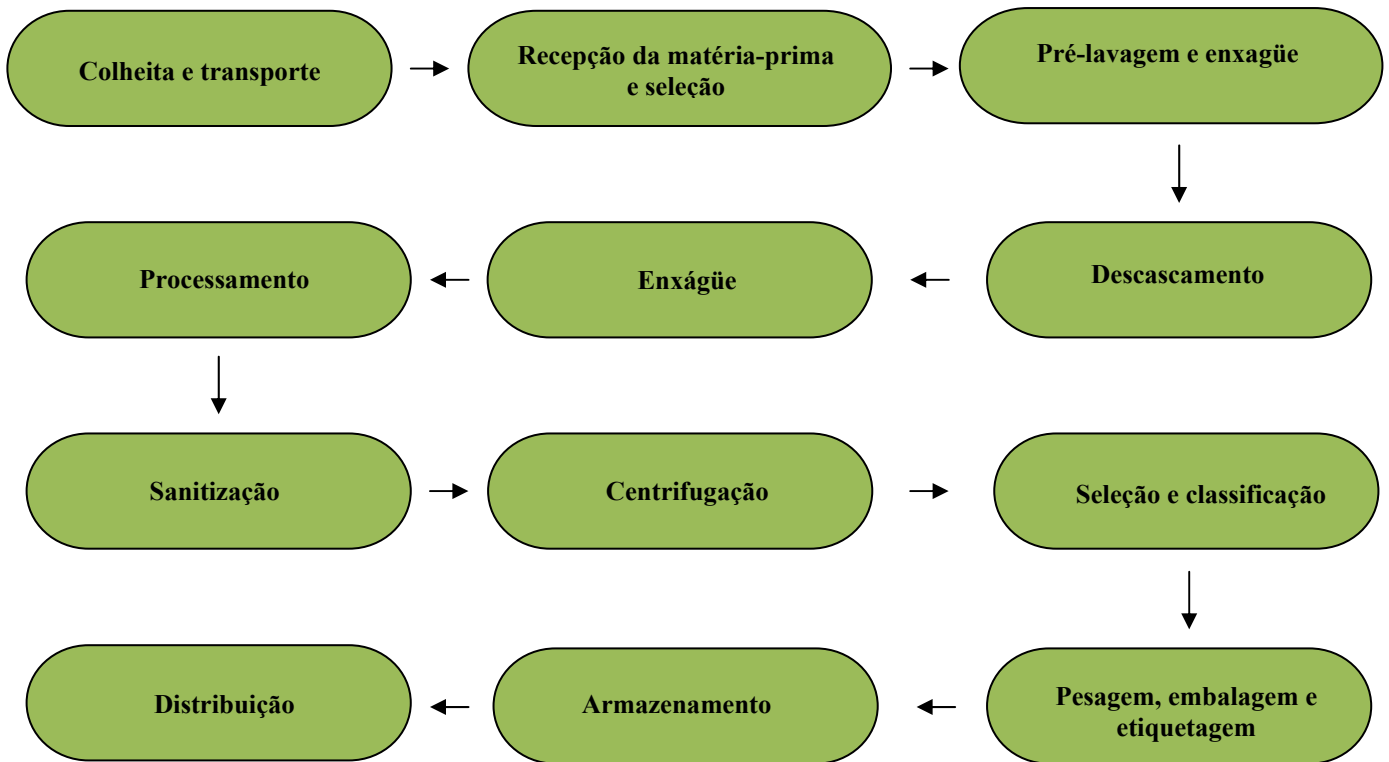 Colheita e transporte
Recepção da matéria-prima
e seleção
Pré-lavagem e enxagüe
Descascamento
Enxágüe
Processamento
Sanitização
Centrifugação
Seleção e classificação
Pesagem, embalagem e
etiquetagem
Armazenamento
Distribuição